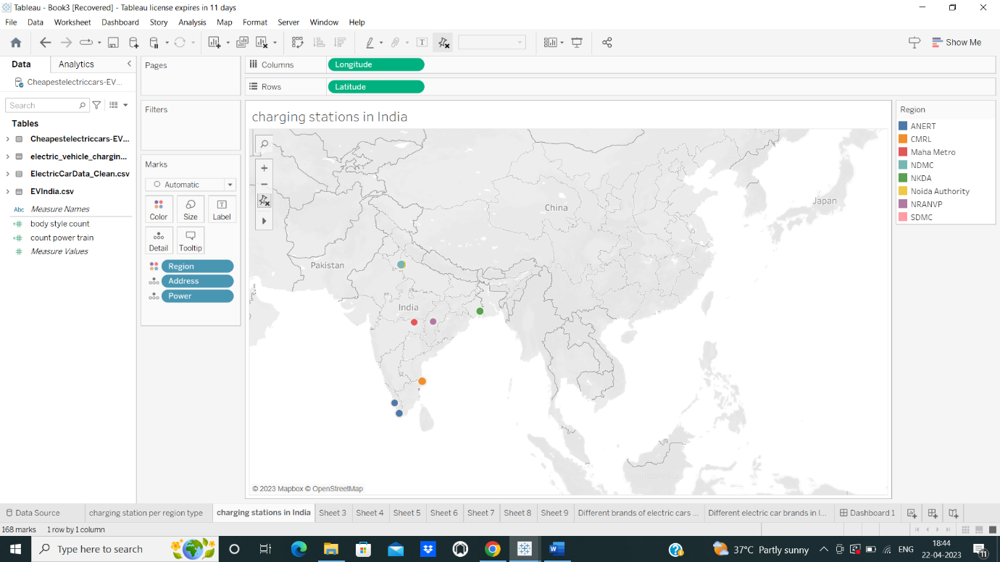 Tableau - Book3 [Recovered] - Tableau license expires in 11 days
File Data Worksheet Dashboard Story Analysis Map Format Server Window Help
Show Me
Data Analytics
Cheapestelectriccars-EV...
Search
Tables
Cheapestelectriccars-EV...
electric_vehicle_chargin...
ElectricCarData_Clean.csv
EVIndia.csv
Abc Measure Names
body style count
count power train
Measure Values
Pages
Filters
Marks
Automatic
Color Size Label
Detail Tooltip
Region
Address
Power
Columns Longitude
Rows Latitude
charging stations in India
China
Japan
Pakistan
India
© 2023 Mapbox © OpenStreetMap
Region
ANERT
CMRL
Maha Metro
NDMC
NKDA
Noida Authority
NRANVP
SDMC
Data Source charging station per region type charging stations in India Sheet 3 Sheet 4 Sheet 5 Sheet 6 Sheet 7 Sheet 8 Sheet 9 Different brands of electric cars ... Different electric car brands in I... Dashboard 1
168 marks 1 row by 1 column
Type here to search
37°C Partly sunny
ENG
18:44
22-04-2023
11